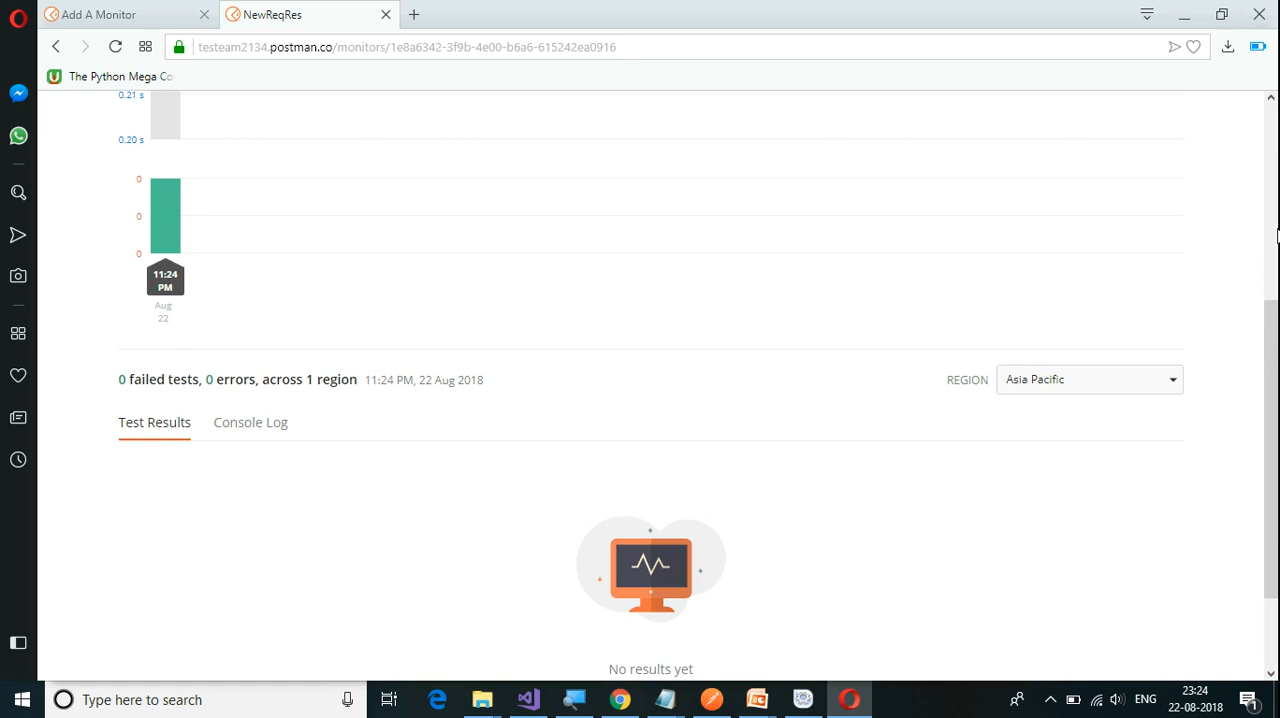 Add A Monitor
NewReqRes
testeam2134.postman.co/monitors/1e8a6342-3f9b-4e00-b6a6-615242ea0916
The Python Mega Co
0.21 s
0.20 s
0
0
0
11:24
PM
Aug
22
0 failed tests, 0 errors, across 1 region 11:24 PM, 22 Aug 2018
REGION Asia Pacific
Test Results Console Log
No results yet
Type here to search
ENG
23:24
22-08-2018
1